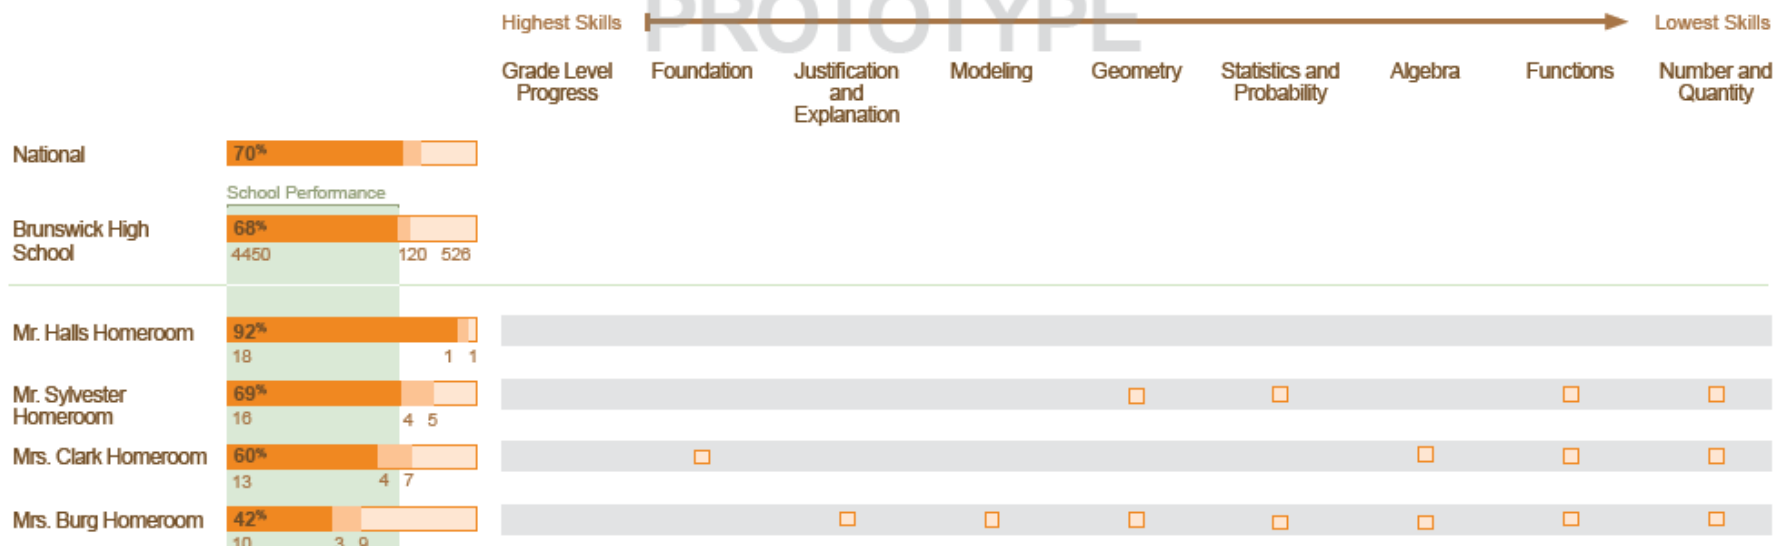 PROTOTYPE
Highest Skills
Lowest Skills
Grade Level
Progress
Foundation
Justification
and
Explanation
Modeling
Geometry
Statistics and
Probability
Algebra
Functions
Number and
Quantity
National
70%
School Performance
Brunswick High
School
68%
4450 120 526
Mr. Halls Homeroom
92%
18 1 1
Mr. Sylvester
Homeroom
69%
16 4 5
Mrs. Clark Homeroom
60%
13 4 7
Mrs. Burg Homeroom
42%
10 3 9